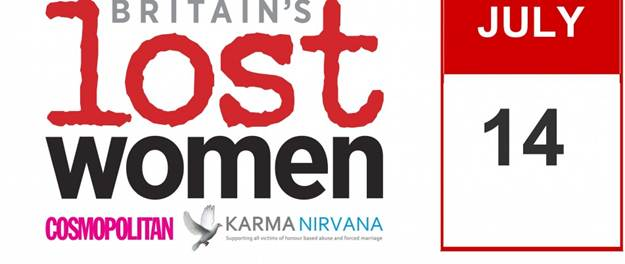 BRITAIN'S
lost
women
COSMOPOLITAN
KARMA NIRVANA
Supporting all victims of honour based abuse and forced marriage
JULY
14